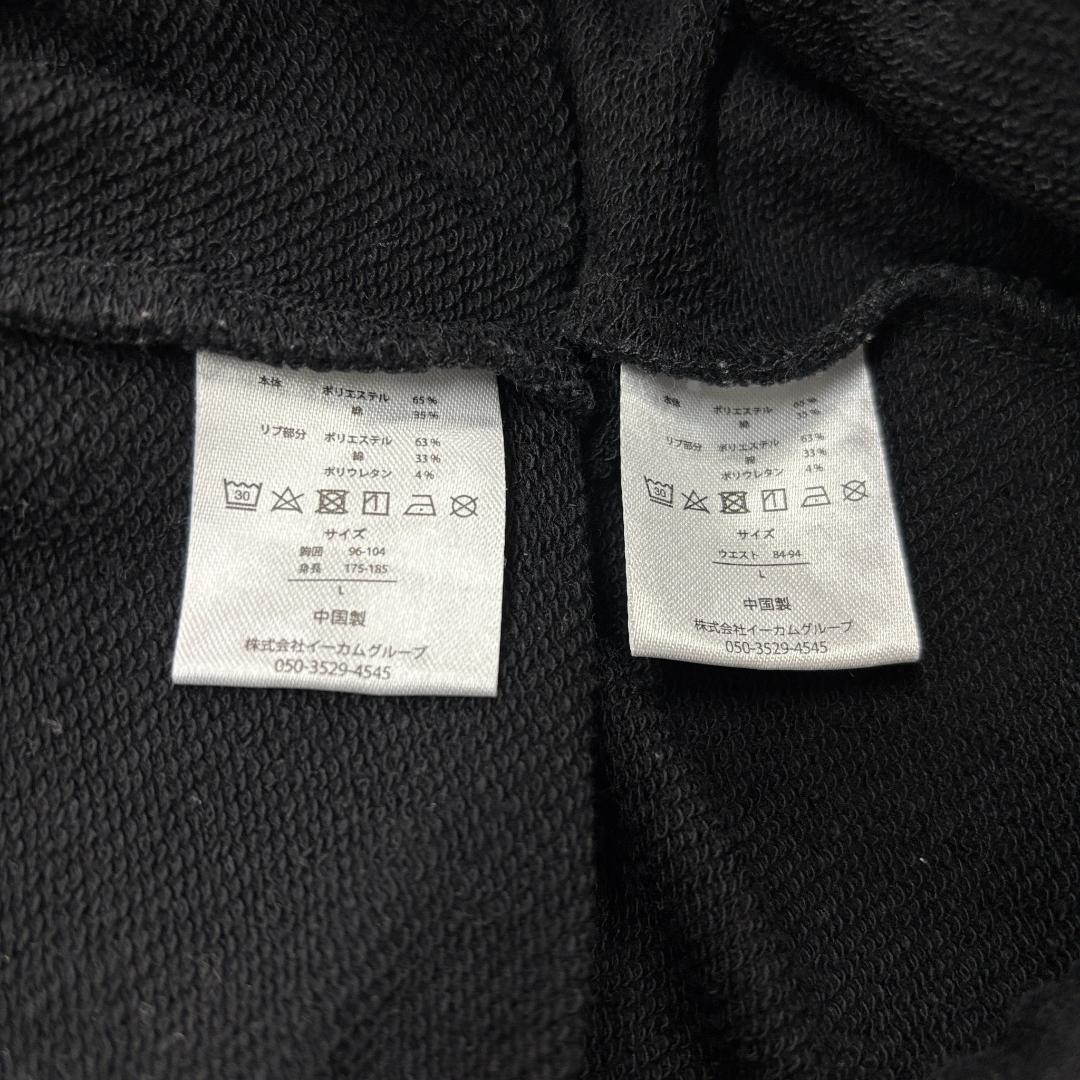 本体 ポリエステル 65%
綿 35%
リブ部分 ポリエステル 63%
綿 33%
ポリウレタン 4%
30
サイズ
胸囲 96-104
身長 175-185
L
中国製
株式会社イーカムグループ
050-3529-4545
本体 ポリエステル 65%
綿 35%
リブ部分 ポリエステル 63%
綿 33%
ポリウレタン 4%
30
サイズ
ウエスト 84-94
L
中国製
株式会社イーカムグループ
050-3529-4545